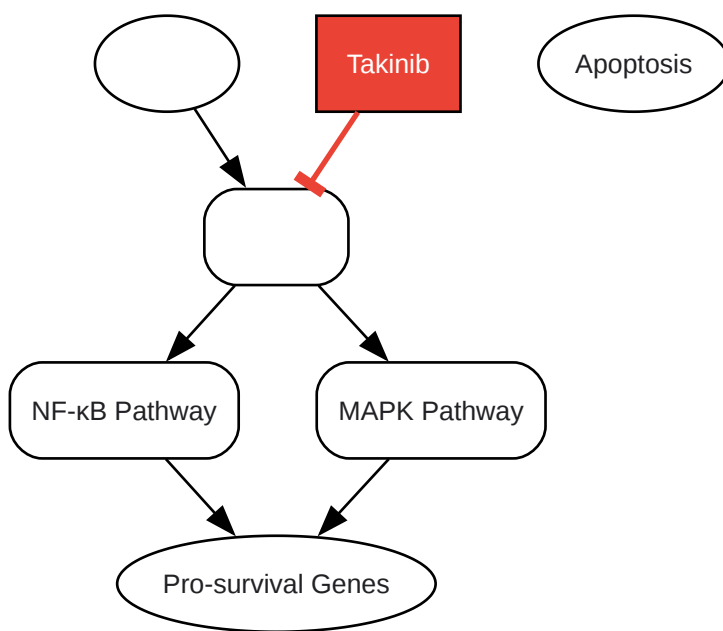 Takinib
Apoptosis
NF-κB Pathway
MAPK Pathway
Pro-survival Genes